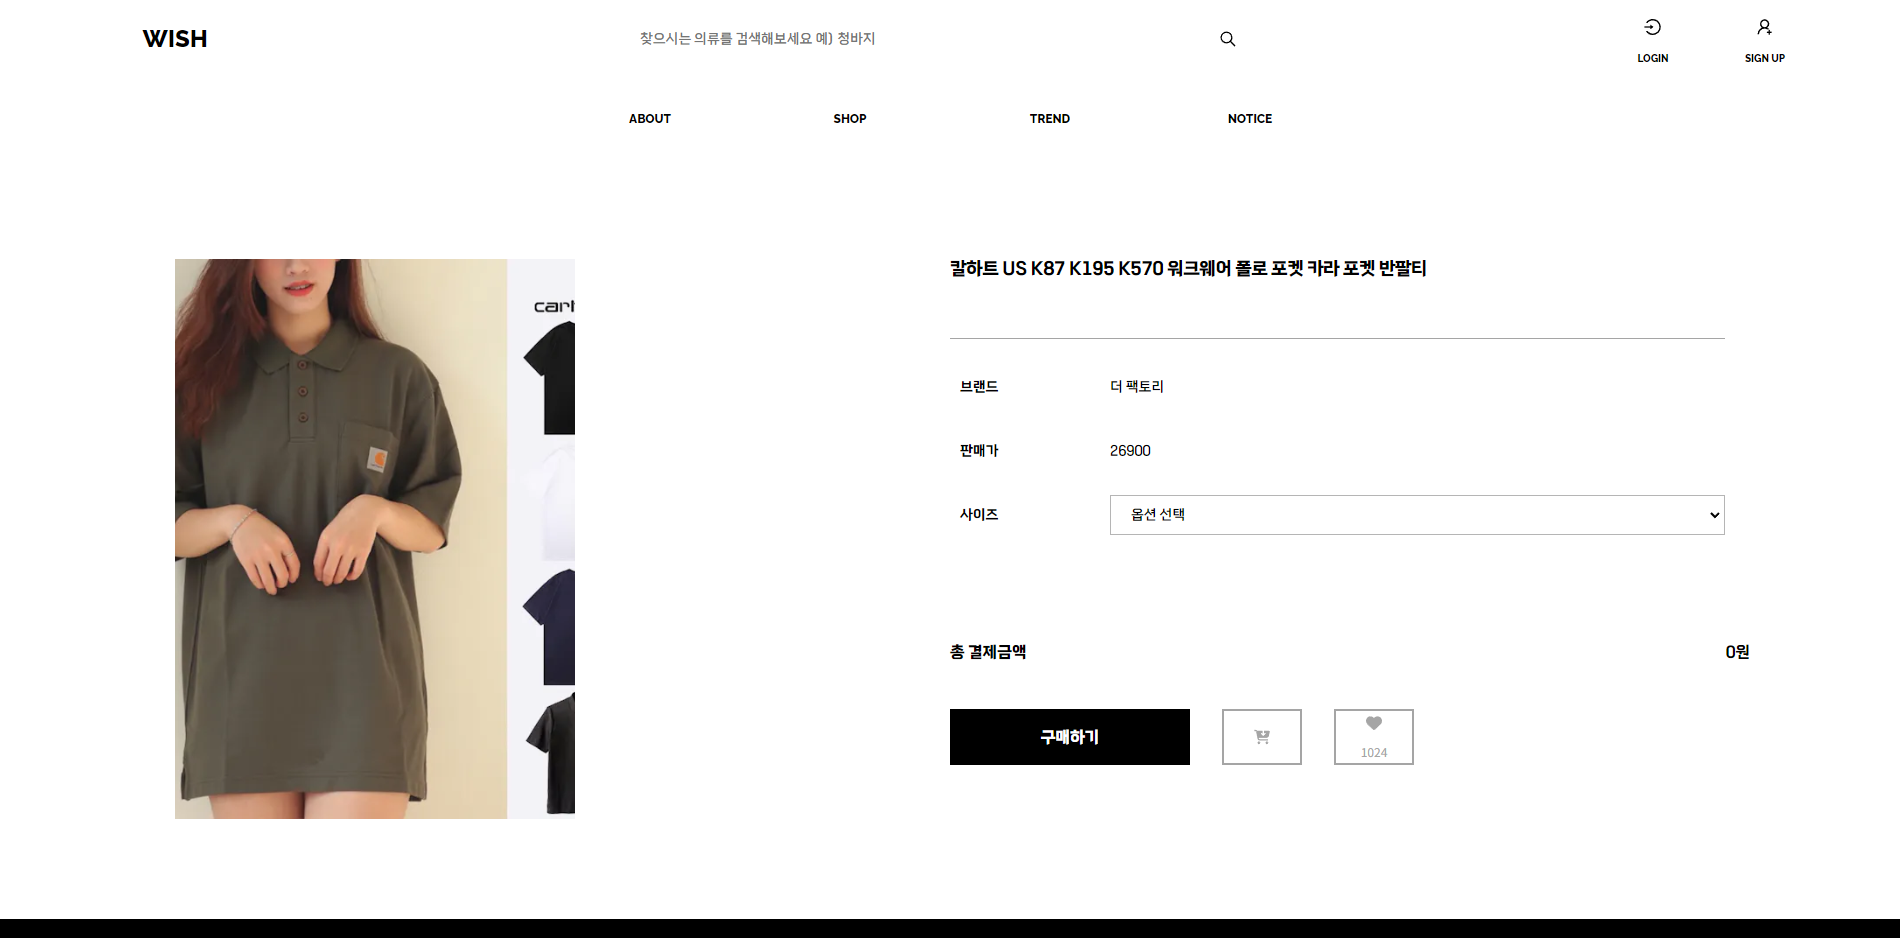 WISH
찾으시는 의류를 검색해보세요 예) 청바지
LOGIN
SIGN UP
ABOUT
SHOP
TREND
NOTICE
칼하트 US K87 K195 K570 워크웨어 폴로 포켓 카라 포켓 반팔티
carh
브랜드
더 팩토리
판매가
26900
사이즈
옵션 선택
총 결제금액
0원
구매하기
1024